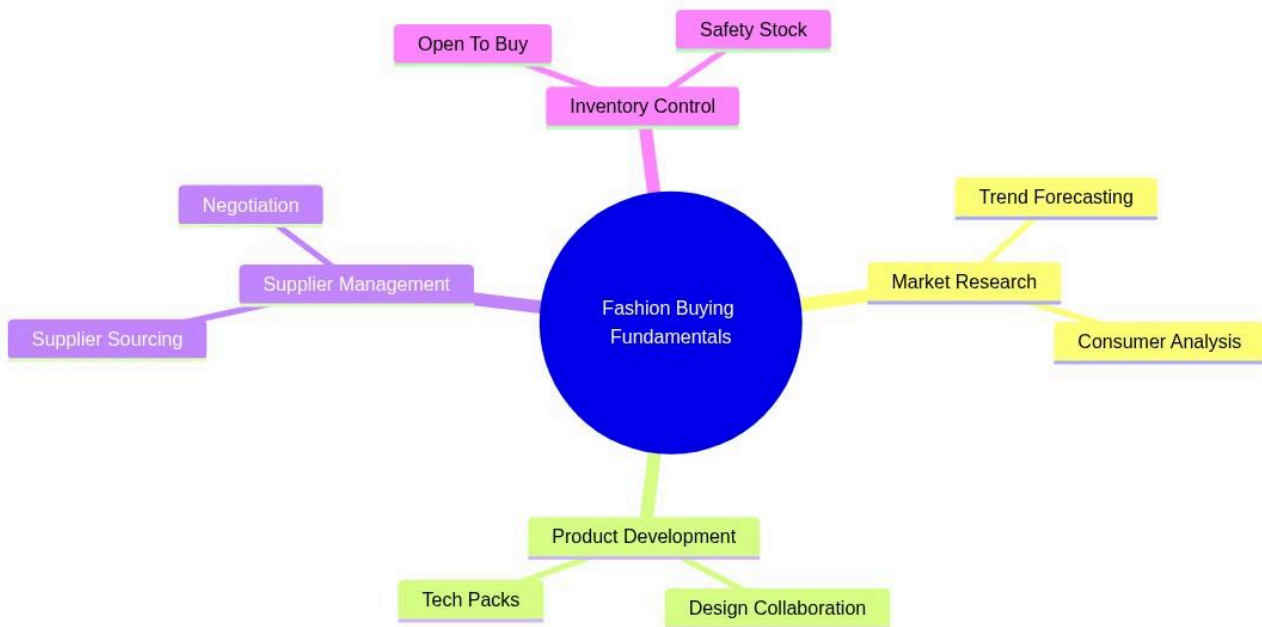 Safety Stock
Open To Buy
Inventory Control
Trend Forecasting
Negotiation
Market Research
Supplier Management
Fashion Buying
Fundamentals
Supplier Sourcing
Consumer Analysis
Product Development
Tech Packs
Design Collaboration